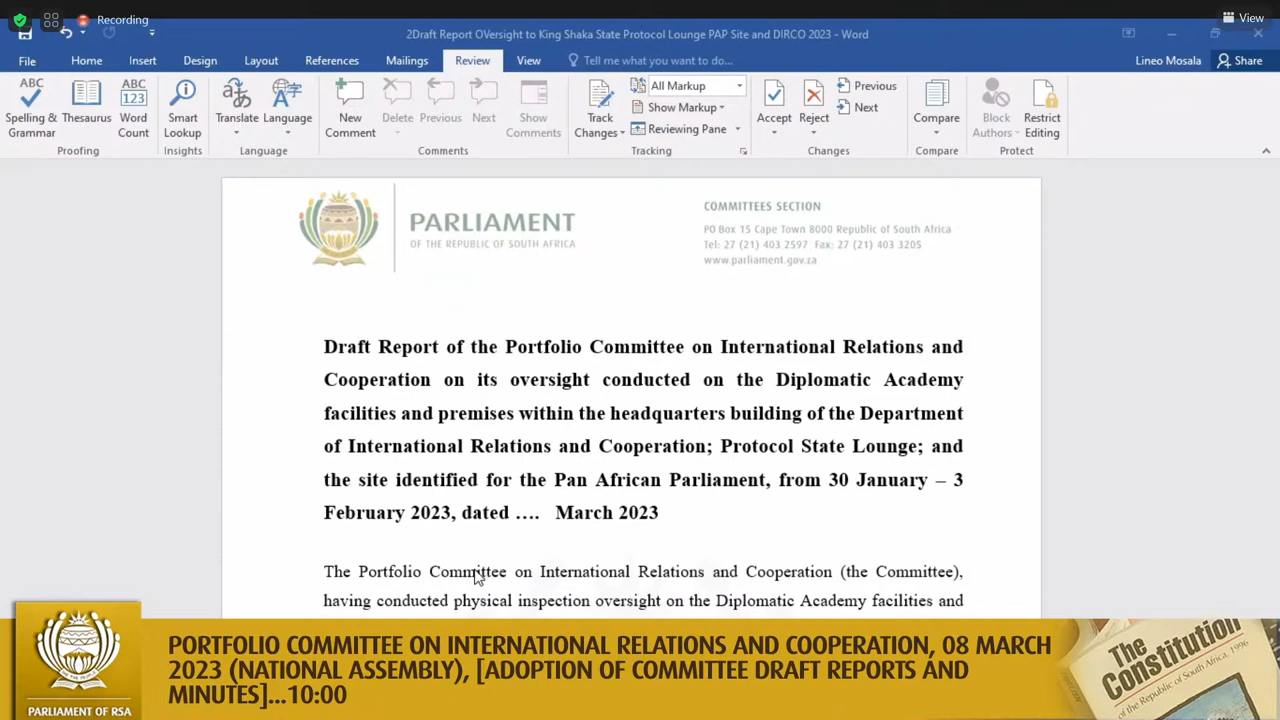 Recording
View
2Draft Report OVersight to King Shaka State Protocol Lounge PAP Site and DIRCO 2023 - Word
File Home Insert Design Layout References Mailings Review View Tell me what you want to do... Lineo Mosala Share
ABC
Spelling & Grammar
Thesaurus
ABC 123
Word Count
Proofing
Smart Lookup
Insights
Translate
Language
Language
New Comment
Delete
Previous
Next
Show Comments
Comments
Track Changes
All Markup
Show Markup
Reviewing Pane
Tracking
Accept
Reject
Previous
Next
Changes
Compare
Compare
Block Authors
Restrict Editing
Protect
PARLIAMENT
OF THE REPUBLIC OF SOUTH AFRICA
COMMITTEES SECTION
PO Box 15 Cape Town 8000 Republic of South Africa
Tel: 27 (21) 403 2597 Fax: 27 (21) 403 3205
www.parliament.gov.za
Draft Report of the Portfolio Committee on International Relations and
Cooperation on its oversight conducted on the Diplomatic Academy
facilities and premises within the headquarters building of the Department
of International Relations and Cooperation; Protocol State Lounge; and
the site identified for the Pan African Parliament, from 30 January – 3
February 2023, dated …. March 2023
The Portfolio Committee on International Relations and Cooperation (the Committee),
having conducted physical inspection oversight on the Diplomatic Academy facilities and
PARLIAMENT OF RSA
PORTFOLIO COMMITTEE ON INTERNATIONAL RELATIONS AND COOPERATION, 08 MARCH
2023 (NATIONAL ASSEMBLY), [ADOPTION OF COMMITTEE DRAFT REPORTS AND
MINUTES]...10:00
The
Constitution
of the Republic of South Africa, 1996